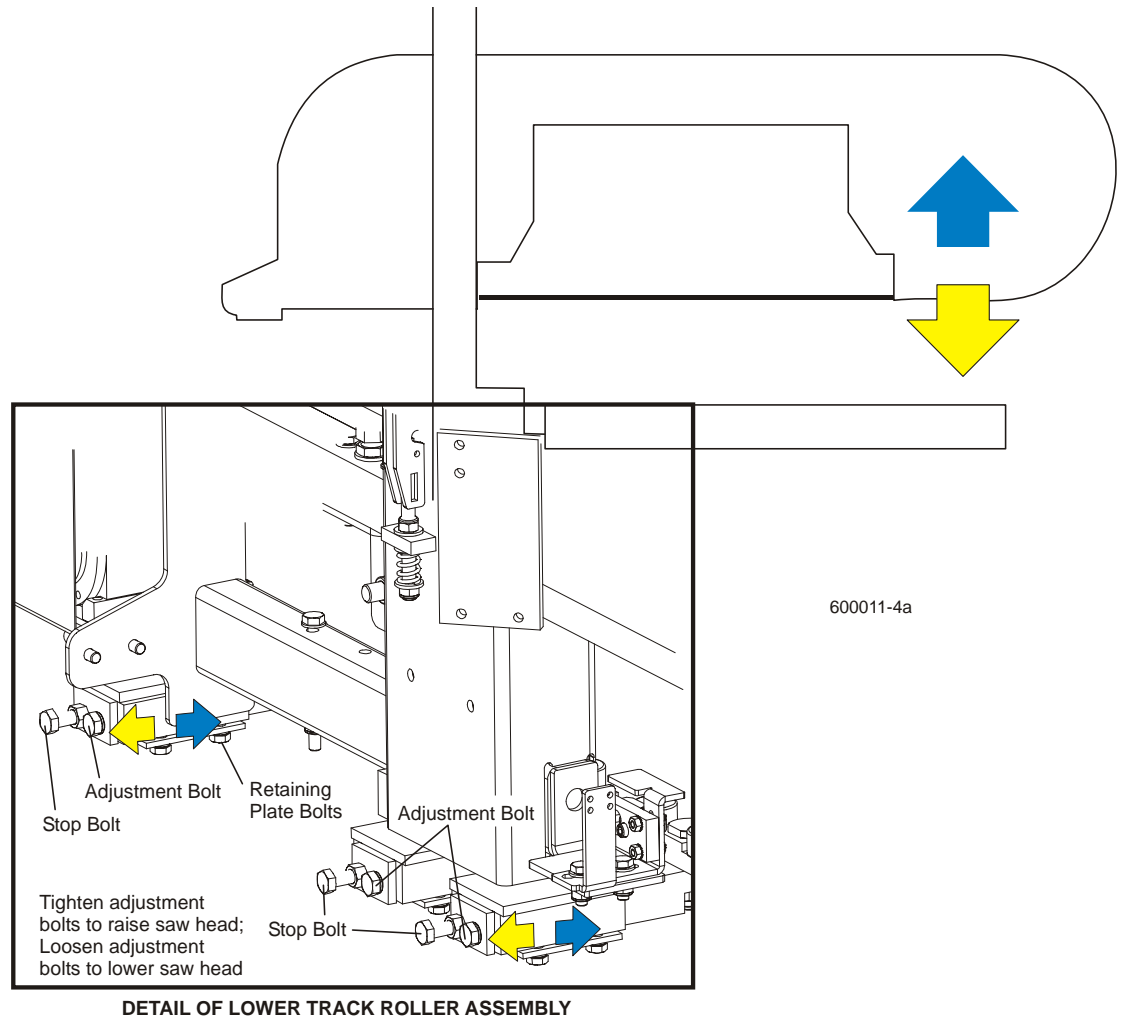 600011-4a
Adjustment Bolt
Stop Bolt
Retaining
Plate Bolts
Adjustment Bolt
Stop Bolt
Tighten adjustment
bolts to raise saw head;
Loosen adjustment
bolts to lower saw head
DETAIL OF LOWER TRACK ROLLER ASSEMBLY